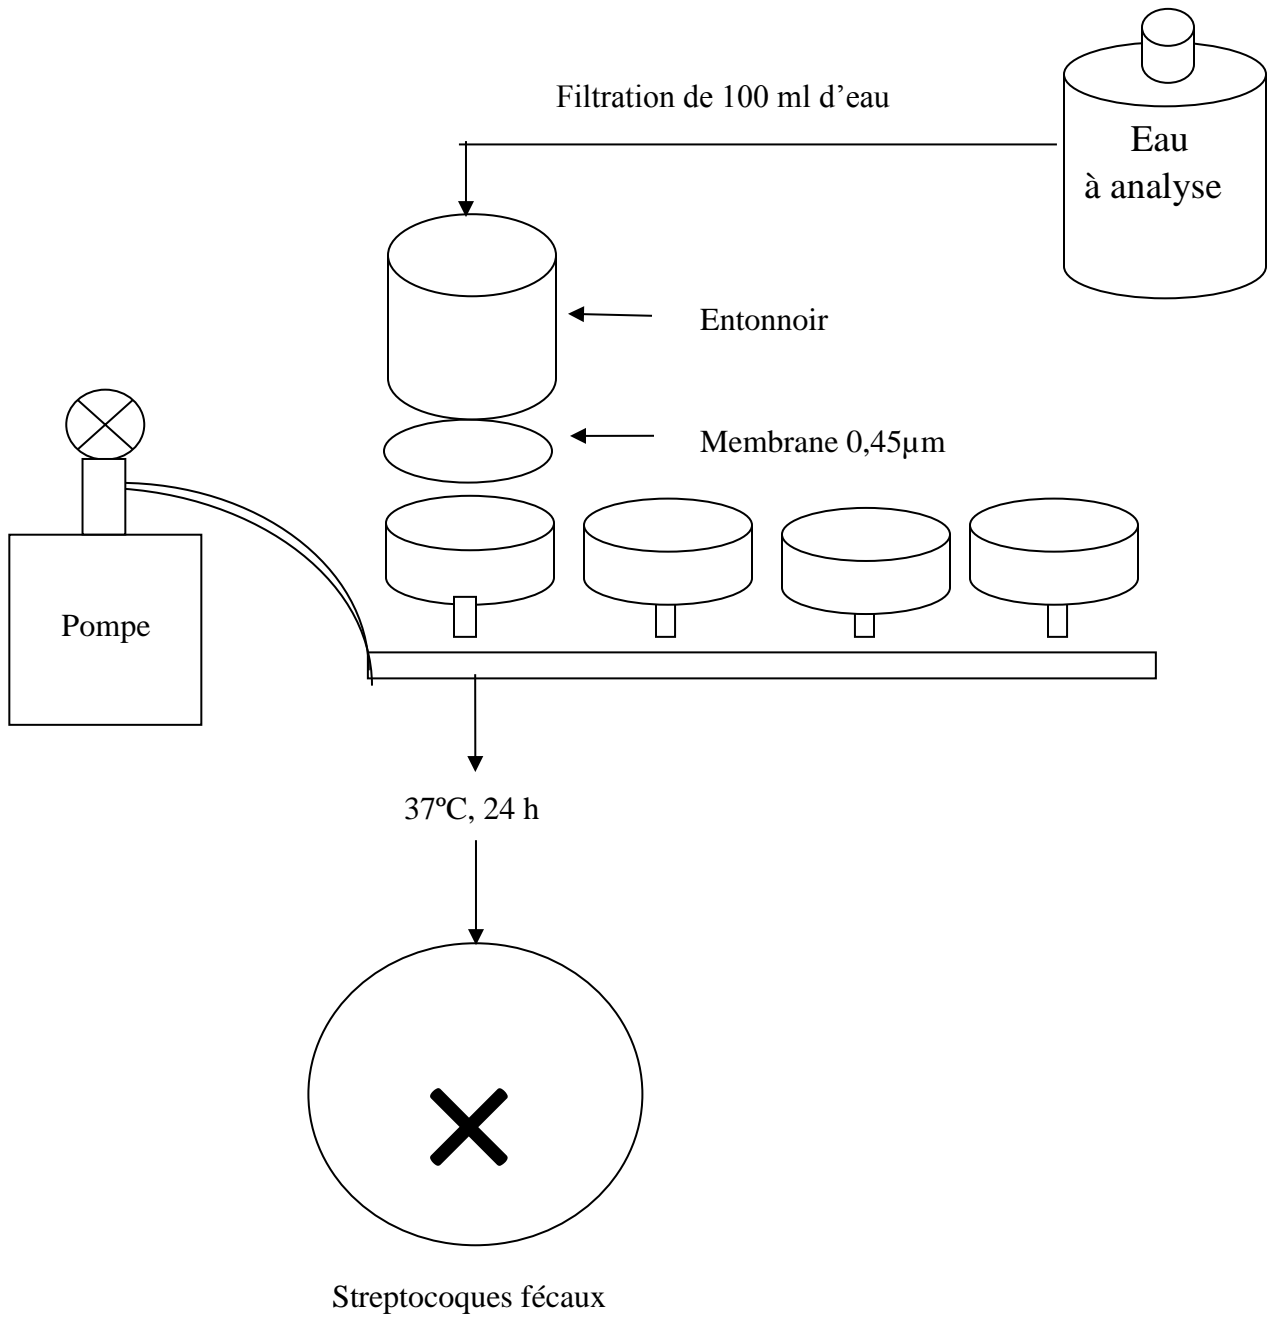 Filtration de 100 ml d’eau
Eau
à analyse
Entonnoir
Membrane 0,45µm
Pompe
37ºC, 24 h
Streptocoques fécaux